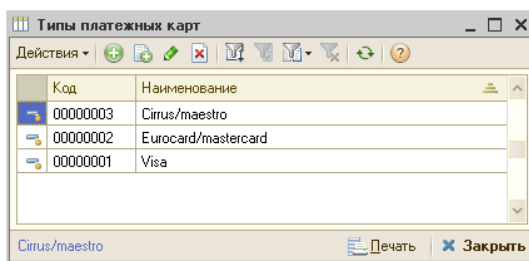 Типы платежных карт
Действия
Код Наименование
00000003 Cirrus/maestro
00000002 Eurocard/mastercard
00000001 Visa
Cirrus/maestro Печать Закрыть